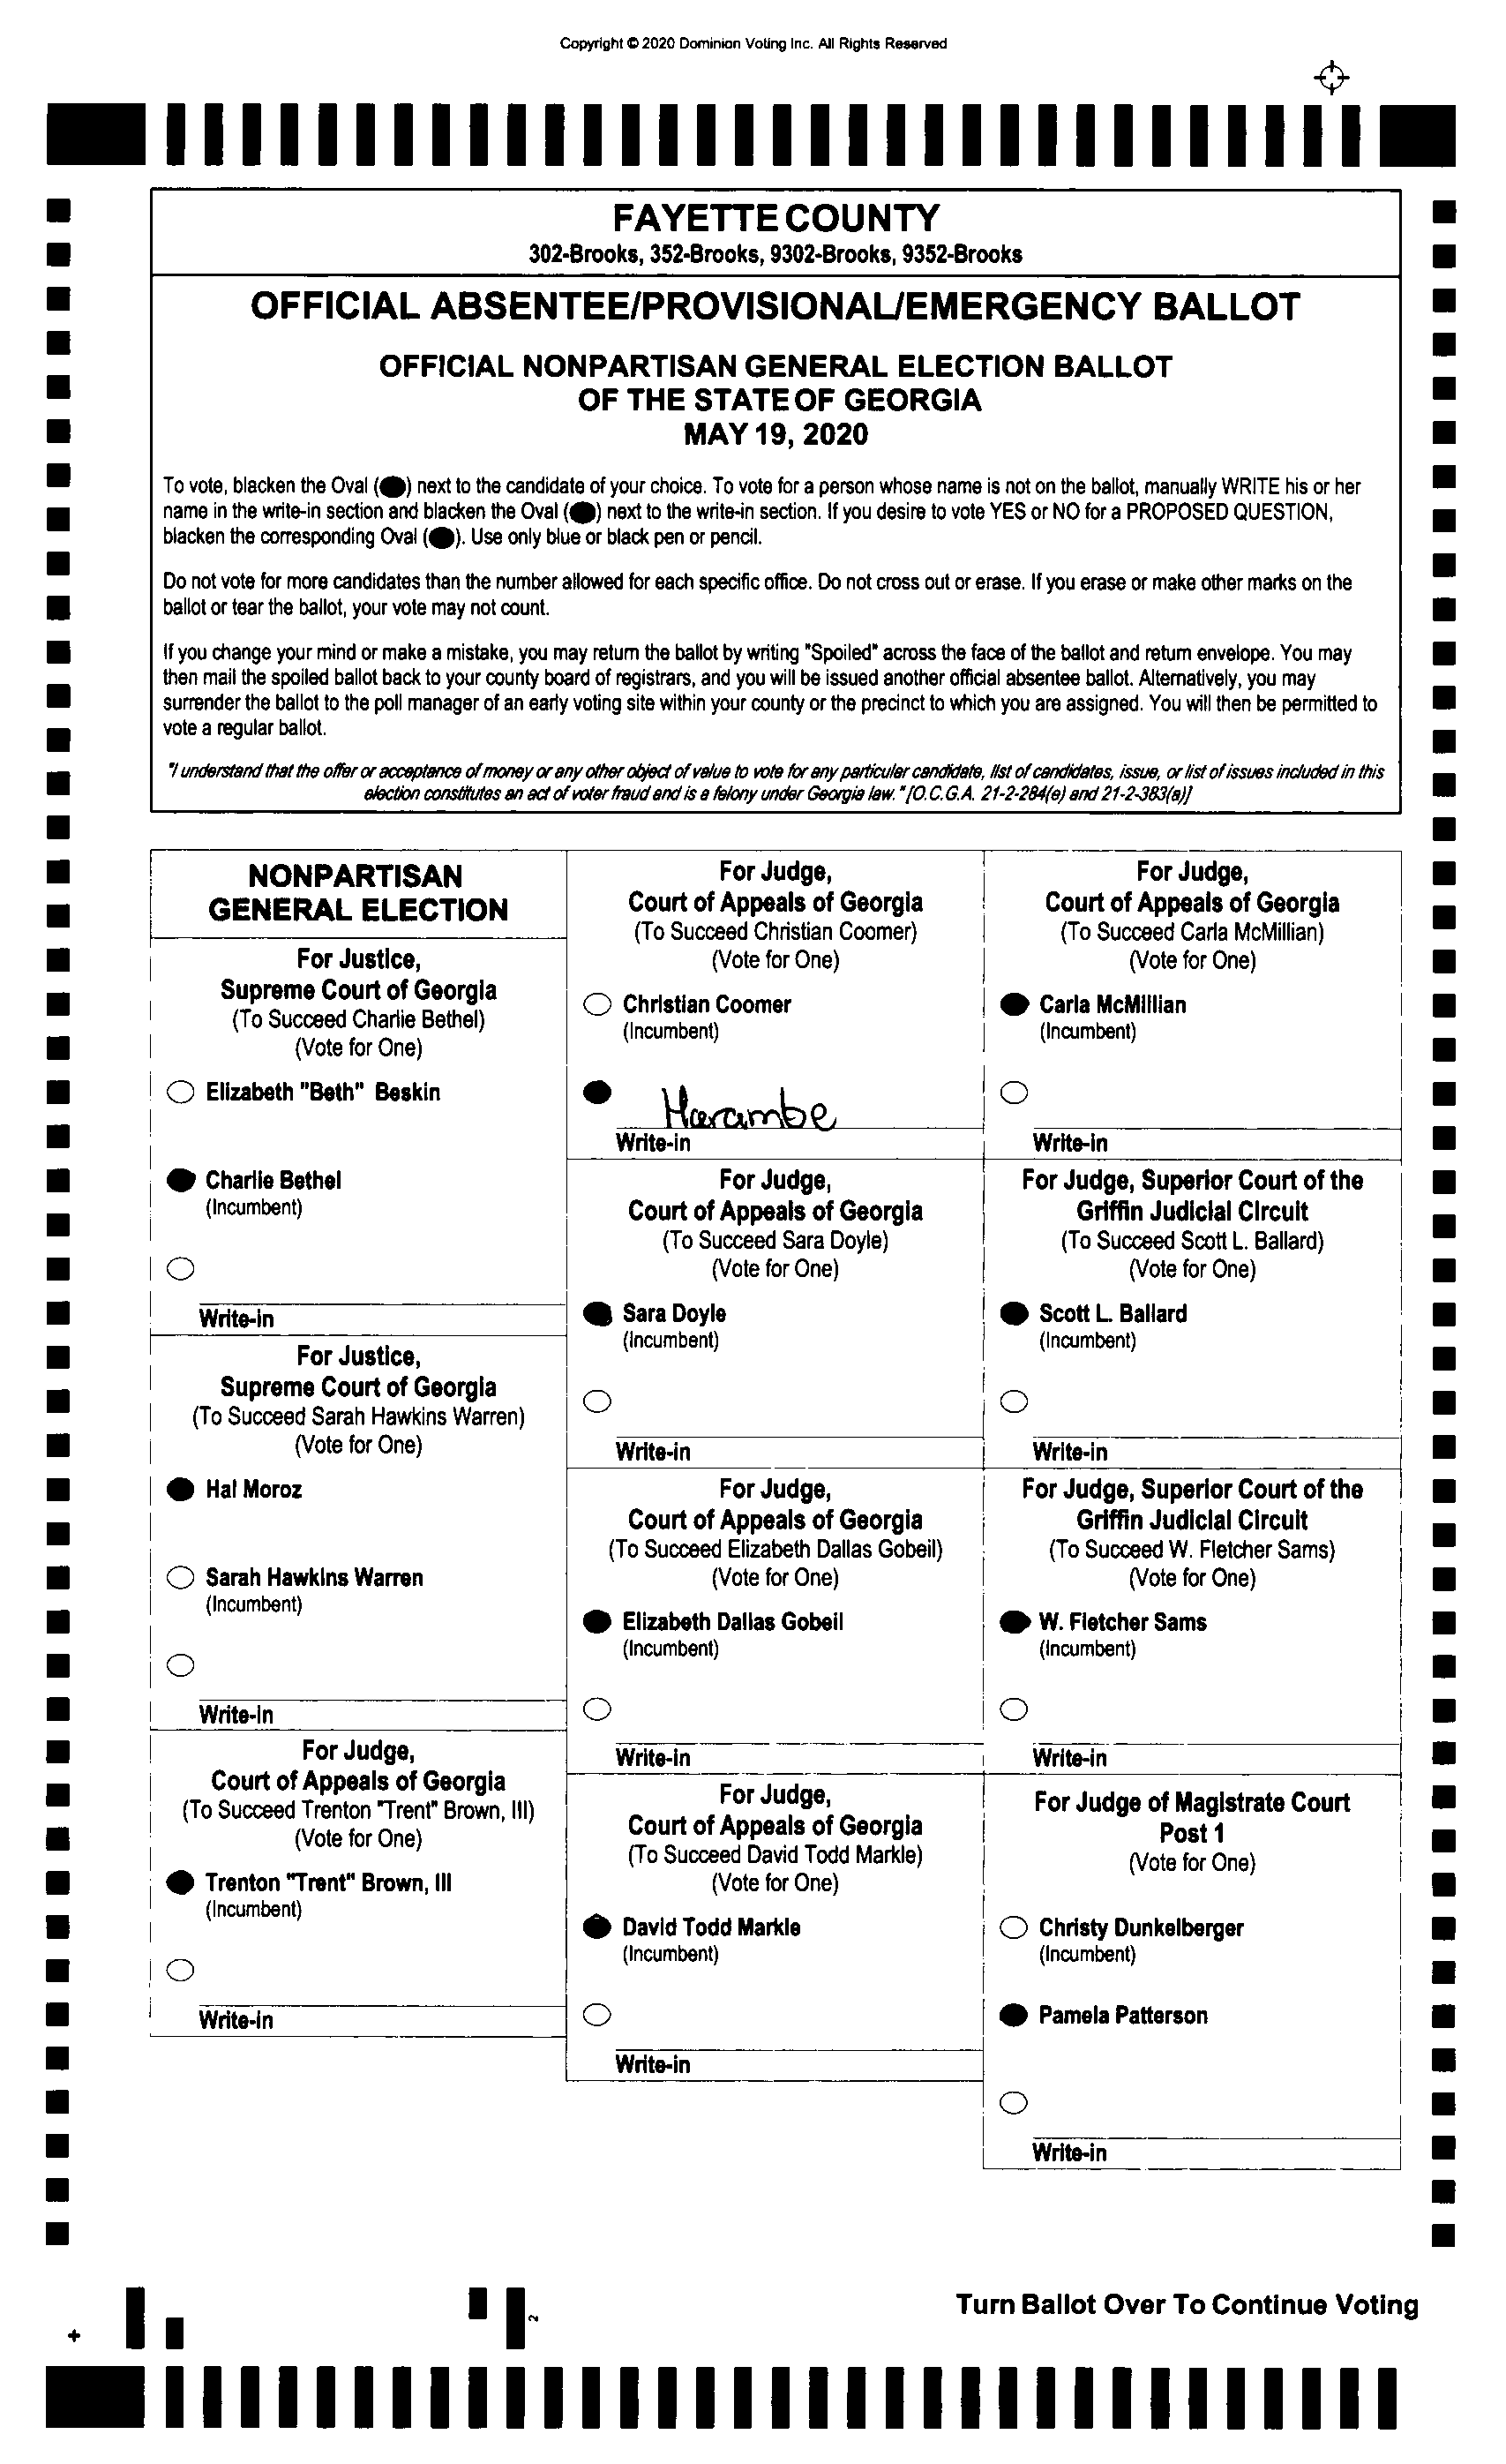 Copyright © 2020 Dominion Voting Inc. All Rights Reserved
FAYETTE COUNTY
302-Brooks, 352-Brooks, 9302-Brooks, 9352-Brooks
OFFICIAL ABSENTEE/PROVISIONAL/EMERGENCY BALLOT
OFFICIAL NONPARTISAN GENERAL ELECTION BALLOT
OF THE STATE OF GEORGIA
MAY 19, 2020
To vote, blacken the Oval (⬬) next to the candidate of your choice. To vote for a person whose name is not on the ballot, manually WRITE his or her
name in the write-in section and blacken the Oval (⬬) next to the write-in section. If you desire to vote YES or NO for a PROPOSED QUESTION,
blacken the corresponding Oval (⬬). Use only blue or black pen or pencil.
Do not vote for more candidates than the number allowed for each specific office. Do not cross out or erase. If you erase or make other marks on the
ballot or tear the ballot, your vote may not count.
If you change your mind or make a mistake, you may return the ballot by writing "Spoiled" across the face of the ballot and return envelope. You may
then mail the spoiled ballot back to your county board of registrars, and you will be issued another official absentee ballot. Alternatively, you may
surrender the ballot to the poll manager of an early voting site within your county or the precinct to which you are assigned. You will then be permitted to
vote a regular ballot.
"I understand that the offer or acceptance of money or any other object of value to vote for any particular candidate, list of candidates, issue, or list of issues included in this
election constitutes an act of voter fraud and is a felony under Georgia law." [O.C.G.A. 21-2-284(e) and 21-2-383(a)]
NONPARTISAN
GENERAL ELECTION
For Justice,
Supreme Court of Georgia
(To Succeed Charlie Bethel)
(Vote for One)
Elizabeth "Beth" Beskin
Charlie Bethel
(Incumbent)
Write-in
For Justice,
Supreme Court of Georgia
(To Succeed Sarah Hawkins Warren)
(Vote for One)
Hal Moroz
Sarah Hawkins Warren
(Incumbent)
Write-in
For Judge,
Court of Appeals of Georgia
(To Succeed Trenton "Trent" Brown, III)
(Vote for One)
Trenton "Trent" Brown, III
(Incumbent)
Write-in
For Judge,
Court of Appeals of Georgia
(To Succeed Christian Coomer)
(Vote for One)
Christian Coomer
(Incumbent)
Harambe
Write-in
For Judge,
Court of Appeals of Georgia
(To Succeed Sara Doyle)
(Vote for One)
Sara Doyle
(Incumbent)
Write-in
For Judge,
Court of Appeals of Georgia
(To Succeed Elizabeth Dallas Gobeil)
(Vote for One)
Elizabeth Dallas Gobeil
(Incumbent)
Write-in
For Judge,
Court of Appeals of Georgia
(To Succeed David Todd Markle)
(Vote for One)
David Todd Markle
(Incumbent)
Write-in
For Judge,
Court of Appeals of Georgia
(To Succeed Carla McMillian)
(Vote for One)
Carla McMillian
(Incumbent)
Write-in
For Judge, Superior Court of the
Griffin Judicial Circuit
(To Succeed Scott L. Ballard)
(Vote for One)
Scott L. Ballard
(Incumbent)
Write-in
For Judge, Superior Court of the
Griffin Judicial Circuit
(To Succeed W. Fletcher Sams)
(Vote for One)
W. Fletcher Sams
(Incumbent)
Write-in
For Judge of Magistrate Court
Post 1
(Vote for One)
Christy Dunkelberger
(Incumbent)
Pamela Patterson
Write-in
Turn Ballot Over To Continue Voting
2